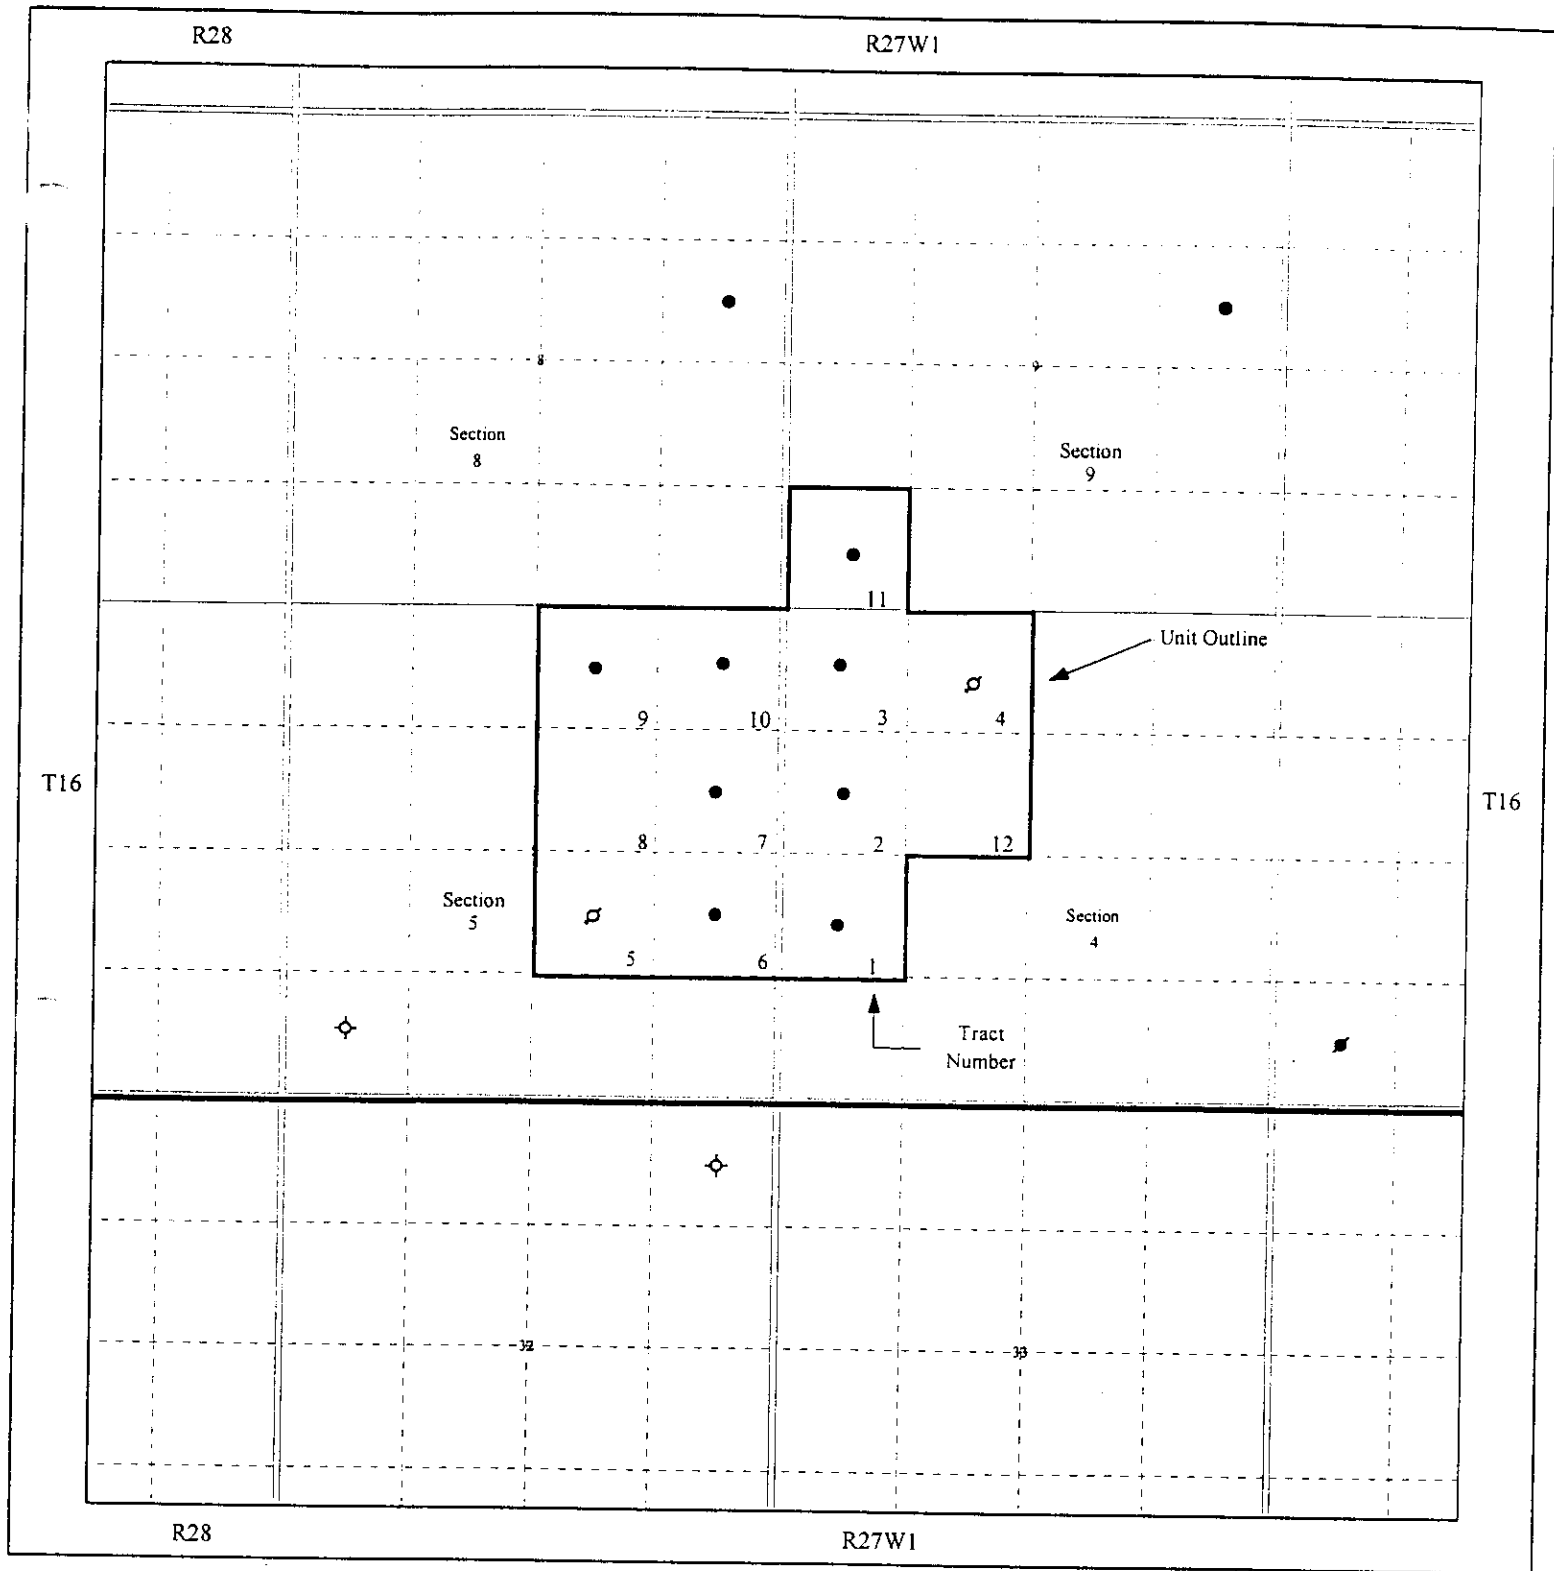 R28 R27W1
8 9
Section
8
Section
9
11
Unit Outline
9 10 3 4
T16 T16
8 7 2 12
Section
5
Section
4
5 6 1
Tract
Number
32 33
R28 R27W1